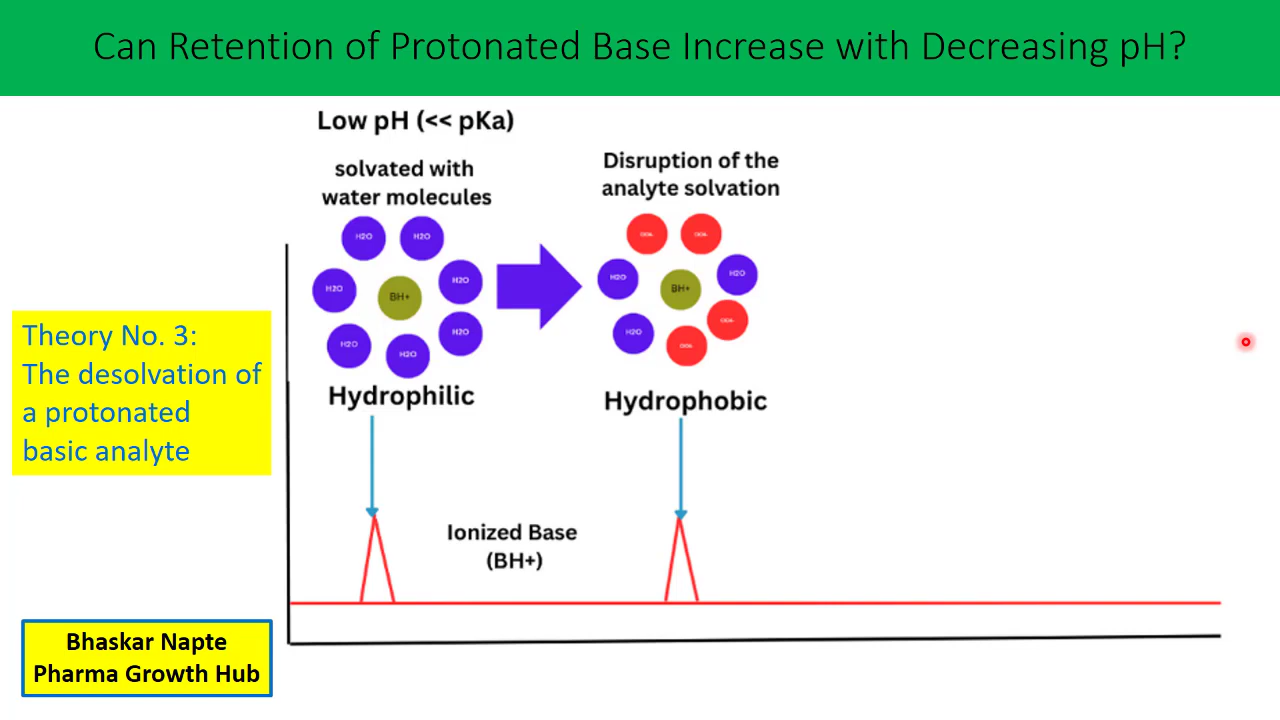 Can Retention of Protonated Base Increase with Decreasing pH?
Low pH (<< pKa)
solvated with
water molecules
Disruption of the
analyte solvation
H2O
H2O
H2O
BH+
H2O
H2O
H2O
H2O
H2O
BH+
H2O
H2O
Hydrophilic
Hydrophobic
Theory No. 3:
The desolvation of
a protonated
basic analyte
Ionized Base
(BH+)
Bhaskar Napte
Pharma Growth Hub